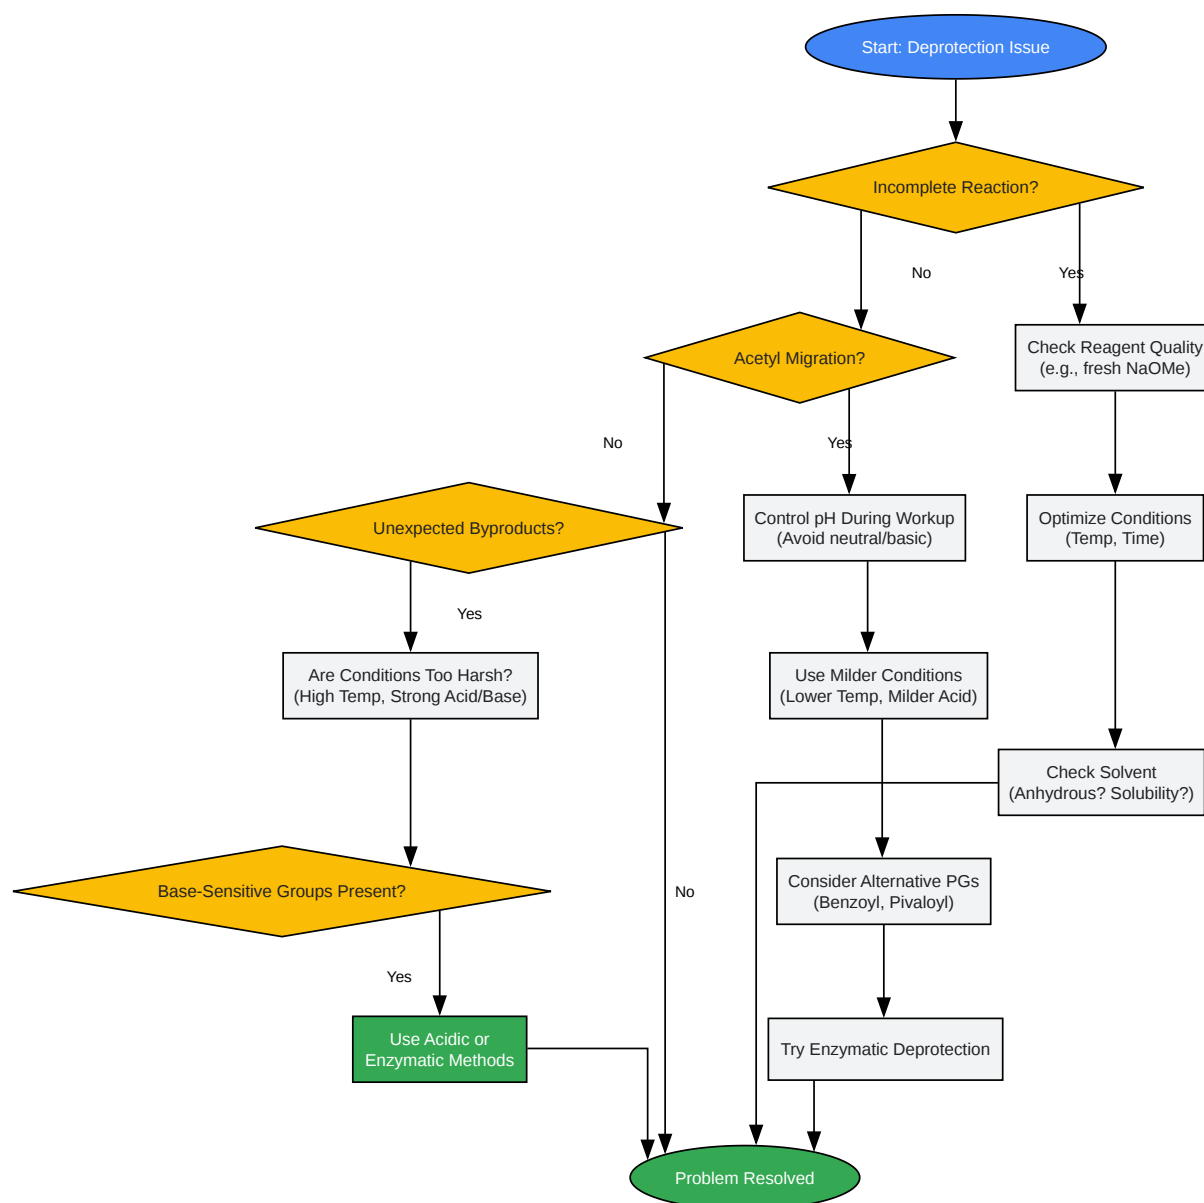 Start: Deprotection Issue
Incomplete Reaction?
No
Yes
Acetyl Migration?
Check Reagent Quality
(e.g., fresh NaOMe)
No
Yes
Unexpected Byproducts?
Control pH During Workup
(Avoid neutral/basic)
Optimize Conditions
(Temp, Time)
Yes
Are Conditions Too Harsh?
(High Temp, Strong Acid/Base)
Use Milder Conditions
(Lower Temp, Milder Acid)
Check Solvent
(Anhydrous? Solubility?)
Base-Sensitive Groups Present?
No
Consider Alternative PGs
(Benzoyl, Pivaloyl)
Yes
Use Acidic or
Enzymatic Methods
Try Enzymatic Deprotection
Problem Resolved